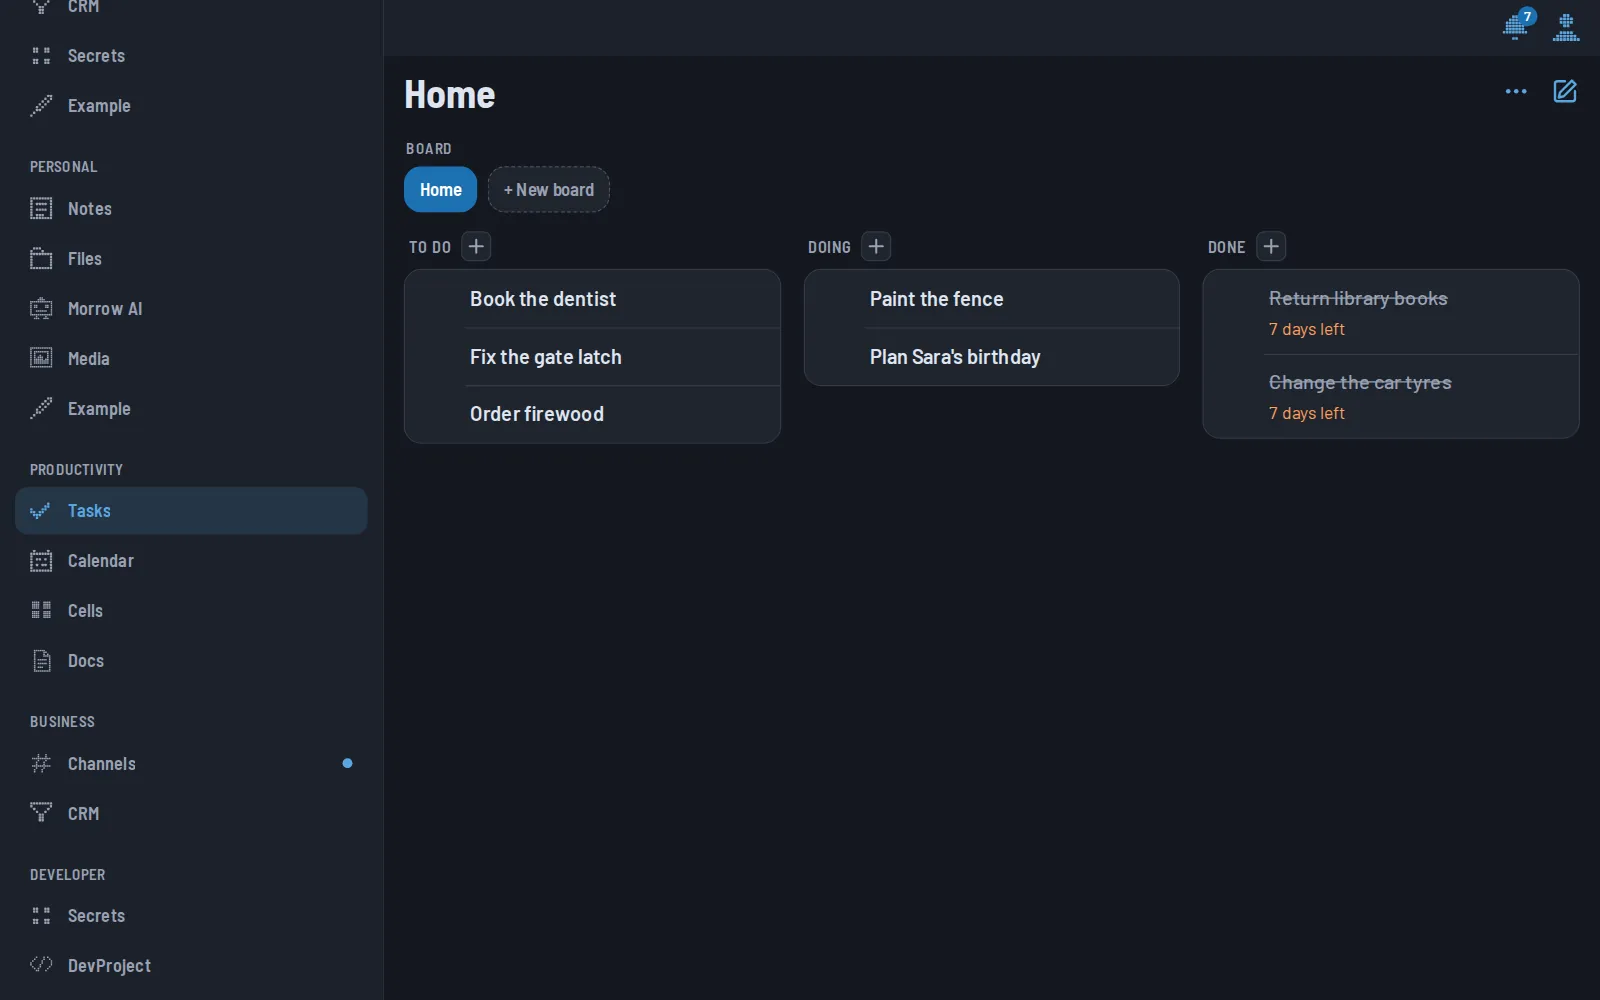 CRM
Secrets
Example
PERSONAL
Notes
Files
Morrow AI
Media
Example
PRODUCTIVITY
Tasks
Calendar
Cells
Docs
BUSINESS
Channels
CRM
DEVELOPER
Secrets
DevProject
7
Home
BOARD
Home
+ New board
TO DO
Book the dentist
Fix the gate latch
Order firewood
DOING
Paint the fence
Plan Sara's birthday
DONE
Return library books
7 days left
Change the car tyres
7 days left